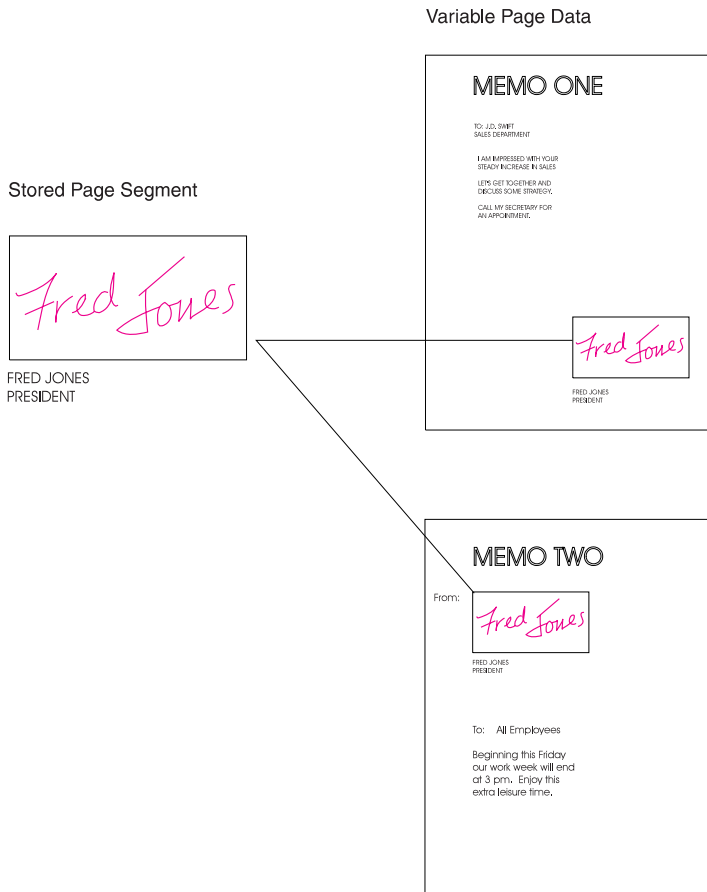 Variable Page Data
MEMO ONE
TO: J.D. SWIFT
SALES DEPARTMENT
I AM IMPRESSED WITH YOUR
STEADY INCREASE IN SALES
LET'S GET TOGETHER AND
DISCUSS SOME STRATEGY.
CALL MY SECRETARY FOR
AN APPOINTMENT.
Stored Page Segment
Fred Jones
FRED JONES
PRESIDENT
Fred Jones
FRED JONES
PRESIDENT
MEMO TWO
From:
Fred Jones
FRED JONES
PRESIDENT
To: All Employees
Beginning this Friday
our work week will end
at 3 pm. Enjoy this
extra leisure time.